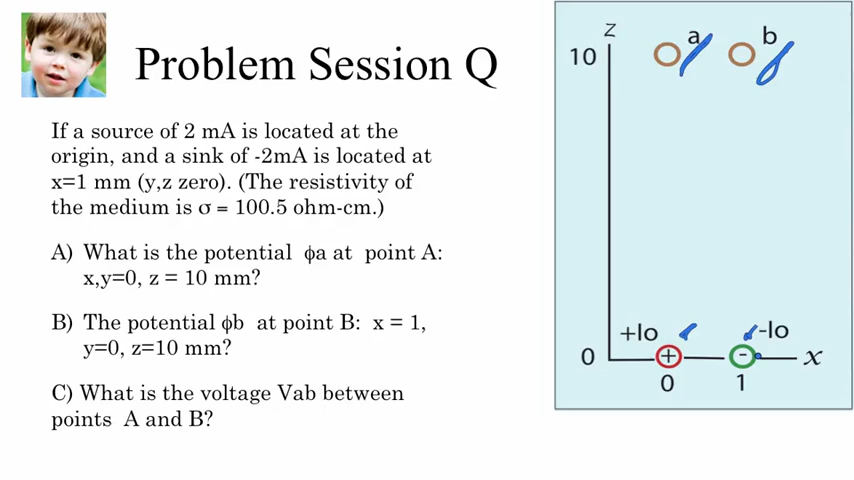 Problem Session Q
If a source of 2 mA is located at the
origin, and a sink of -2mA is located at
x=1 mm (y,z zero). (The resistivity of
the medium is σ = 100.5 ohm-cm.)
A) What is the potential ϕa at point A:
x,y=0, z = 10 mm?
B) The potential ϕb at point B: x = 1,
y=0, z=10 mm?
C) What is the voltage Vab between
points A and B?
z
a
b
10
+Io
-Io
+
-
0
x
0
1